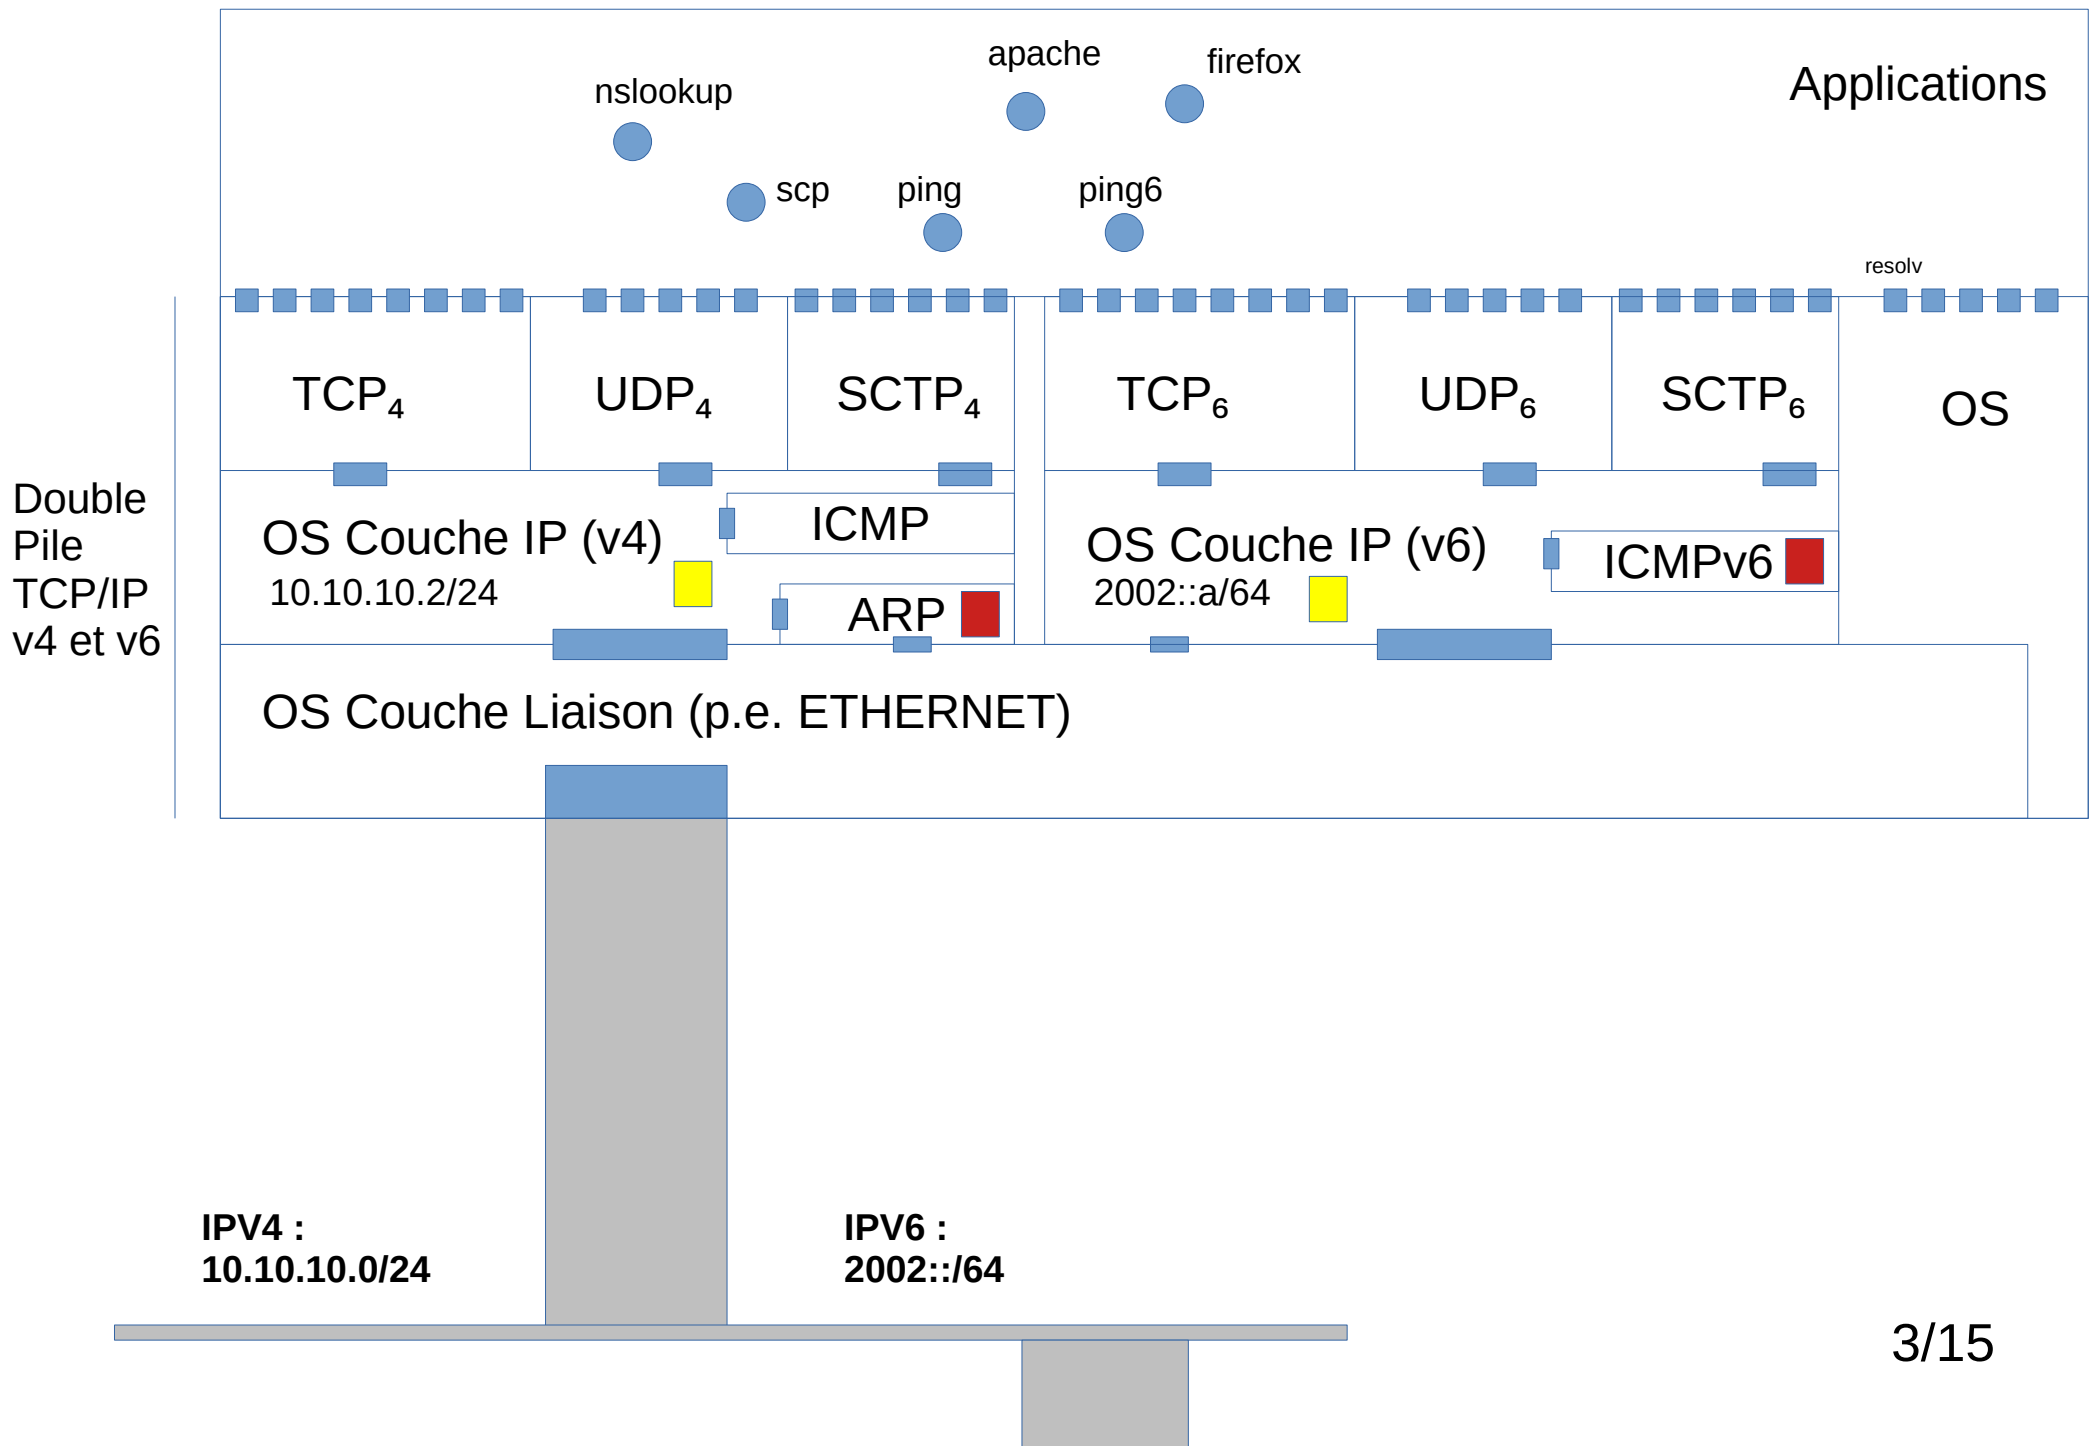 apache
firefox
Applications
nslookup
scp
ping
ping6
resolv
TCP₄
UDP₄
SCTP₄
TCP₆
UDP₆
SCTP₆
OS
Double
Pile
TCP/IP
v4 et v6
OS Couche IP (v4)
10.10.10.2/24
ICMP
ARP
OS Couche IP (v6)
2002::a/64
ICMPv6
OS Couche Liaison (p.e. ETHERNET)
IPV4 :
10.10.10.0/24
IPV6 :
2002::/64
3/15